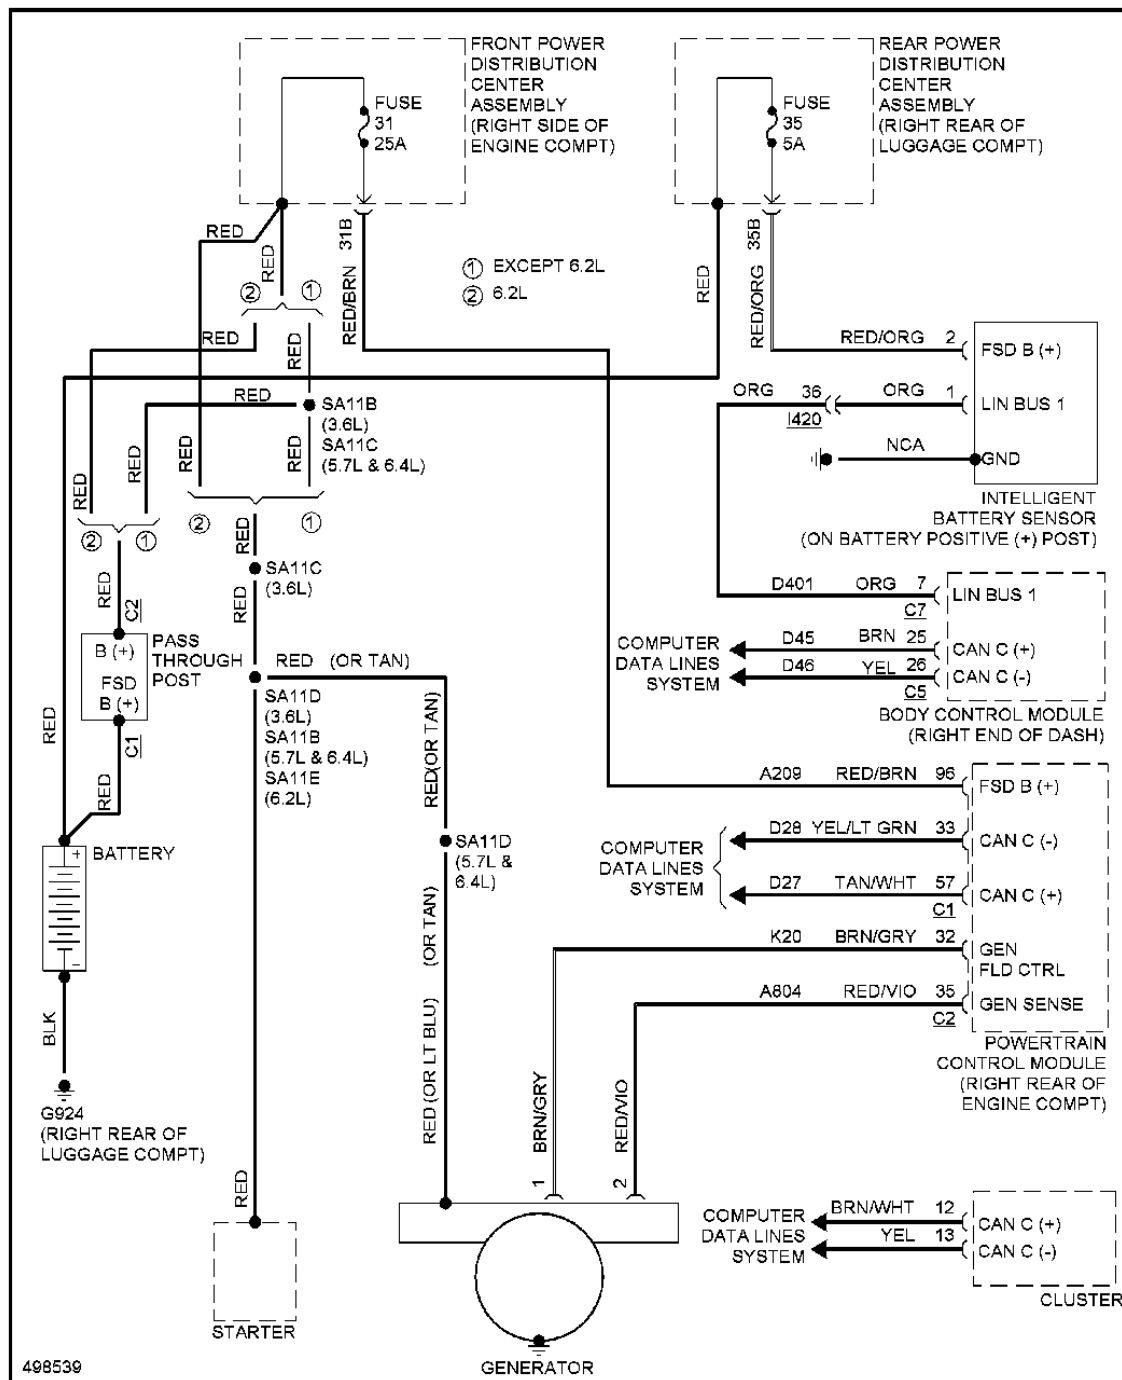 FRONT POWER
DISTRIBUTION
CENTER
ASSEMBLY
(RIGHT SIDE OF
ENGINE COMPT)
FUSE
31
25A
REAR POWER
DISTRIBUTION
CENTER
ASSEMBLY
(RIGHT REAR OF
LUGGAGE COMPT)
FUSE
35
5A
RED
RED
31B
RED/BRN
① EXCEPT 6.2L
② 6.2L
RED
35B
RED/ORG
② ①
RED
RED
RED
RED
RED
RED
RED
SA11B
(3.6L)
SA11C
(5.7L & 6.4L)
② ①
② ①
RED
SA11C
(3.6L)
RED
RED/ORG 2 FSD B (+)
ORG 36 ORG 1 LIN BUS 1
I420
NCA GND
INTELLIGENT
BATTERY SENSOR
(ON BATTERY POSITIVE (+) POST)
RED
C2
B (+)
FSD
B (+)
PASS
THROUGH
POST
C1
RED
RED
RED (OR TAN)
SA11D
(3.6L)
SA11B
(5.7L & 6.4L)
SA11E
(6.2L)
RED(OR TAN)
D401 ORG 7 LIN BUS 1
C7
COMPUTER
DATA LINES
SYSTEM
D45 BRN 25 CAN C (+)
D46 YEL 26 CAN C (-)
C5
BODY CONTROL MODULE
(RIGHT END OF DASH)
A209 RED/BRN 96 FSD B (+)
COMPUTER
DATA LINES
SYSTEM
D28 YEL/LT GRN 33 CAN C (-)
D27 TAN/WHT 57 CAN C (+)
C1
K20 BRN/GRY 32 GEN
FLD CTRL
A804 RED/VIO 35 GEN SENSE
C2
POWERTRAIN
CONTROL MODULE
(RIGHT REAR OF
ENGINE COMPT)
+
BATTERY
-
SA11D
(5.7L &
6.4L)
(OR TAN)
RED (OR LT BLU)
BLK
G924
(RIGHT REAR OF
LUGGAGE COMPT)
BRN/GRY
RED/VIO
1
2
RED
STARTER
GENERATOR
COMPUTER
DATA LINES
SYSTEM
BRN/WHT 12 CAN C (+)
YEL 13 CAN C (-)
CLUSTER
498539